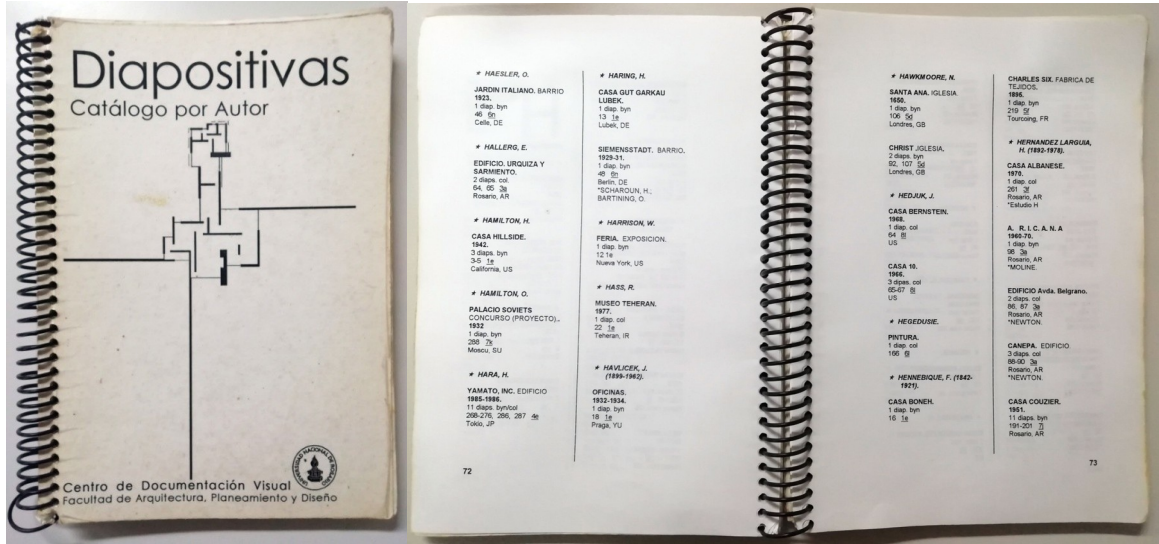 Diapositivas
Catálogo por Autor
UNIVERSIDAD NACIONAL DE ROSARIO
Centro de Documentación Visual
Facultad de Arquitectura, Planeamiento y Diseño
* HAESLER, O.
JARDIN ITALIANO. BARRIO
1923.
1 diap. byn
46 6n
Celle, DE
* HALLERG, E.
EDIFICIO. URQUIZA Y
SARMIENTO.
2 diaps. col.
64, 65 3a
Rosario, AR
* HAMILTON, H.
CASA HILLSIDE.
1942.
3 diaps. byn
3-5 1e
California, US
* HAMILTON, O.
PALACIO SOVIETS
CONCURSO (PROYECTO)..
1932
1 diap. byn
288 7k
Moscu, SU
* HARA, H.
YAMATO, INC. EDIFICIO
1985-1986.
11 diaps. byn/col
268-276, 286, 287 4e
Tokio, JP
72
* HARING, H.
CASA GUT GARKAU
LUBEK.
1 diap. byn
13 1e
Lubek, DE
SIEMENSSTADT. BARRIO.
1929-31.
1 diap. byn
48 6n
Berlin, DE
*SCHAROUN, H.;
BARTINING, O.
* HARRISON, W.
FERIA. EXPOSICION.
1 diap. byn
12 1e
Nueva York, US
* HASS, R.
MUSEO TEHERAN.
1977.
1 diap. col
22 1e
Teheran, IR
* HAVLICEK, J.
(1899-1962).
OFICINAS.
1932-1934.
1 diap. byn
18 1e
Praga, YU
* HAWKMOORE, N.
SANTA ANA. IGLESIA.
1650.
1 diap. byn
106 5d
Londres, GB
CHRIST .IGLESIA.
2 diaps. byn
92, 107 5d
Londres, GB
* HEDJUK, J.
CASA BERNSTEIN.
1968.
1 diap. col
64 8l
US
CASA 10.
1966.
3 dipas. col
65-67 8l
US
* HEGEDUSIE.
PINTURA.
1 diap. col
166
* HENNEBIQUE, F. (1842-
1921).
CASA BONEH.
1 diap. byn
16 1e
CHARLES SIX. FABRICA DE
TEJIDOS.
1896.
1 diap. byn
219 5f
Tourcoing, FR
* HERNANDEZ LARGUIA,
H. (1892-1978).
CASA ALBANESE.
1970.
1 diap. col
261 3f
Rosario, AR
*Estudio H
A. R. I. C. A. N. A
1960-70.
1 diap. byn
98 3a
Rosario, AR
*MOLINE.
EDIFICIO Avda. Belgrano.
2 diaps. col
86, 87 3a
Rosario, AR
*NEWTON.
CANEPA. EDIFICIO.
3 diaps. col
88-90 3a
Rosario, AR
*NEWTON.
CASA COUZIER.
1951.
11 diaps. byn
191-201 7j
Rosario, AR
73